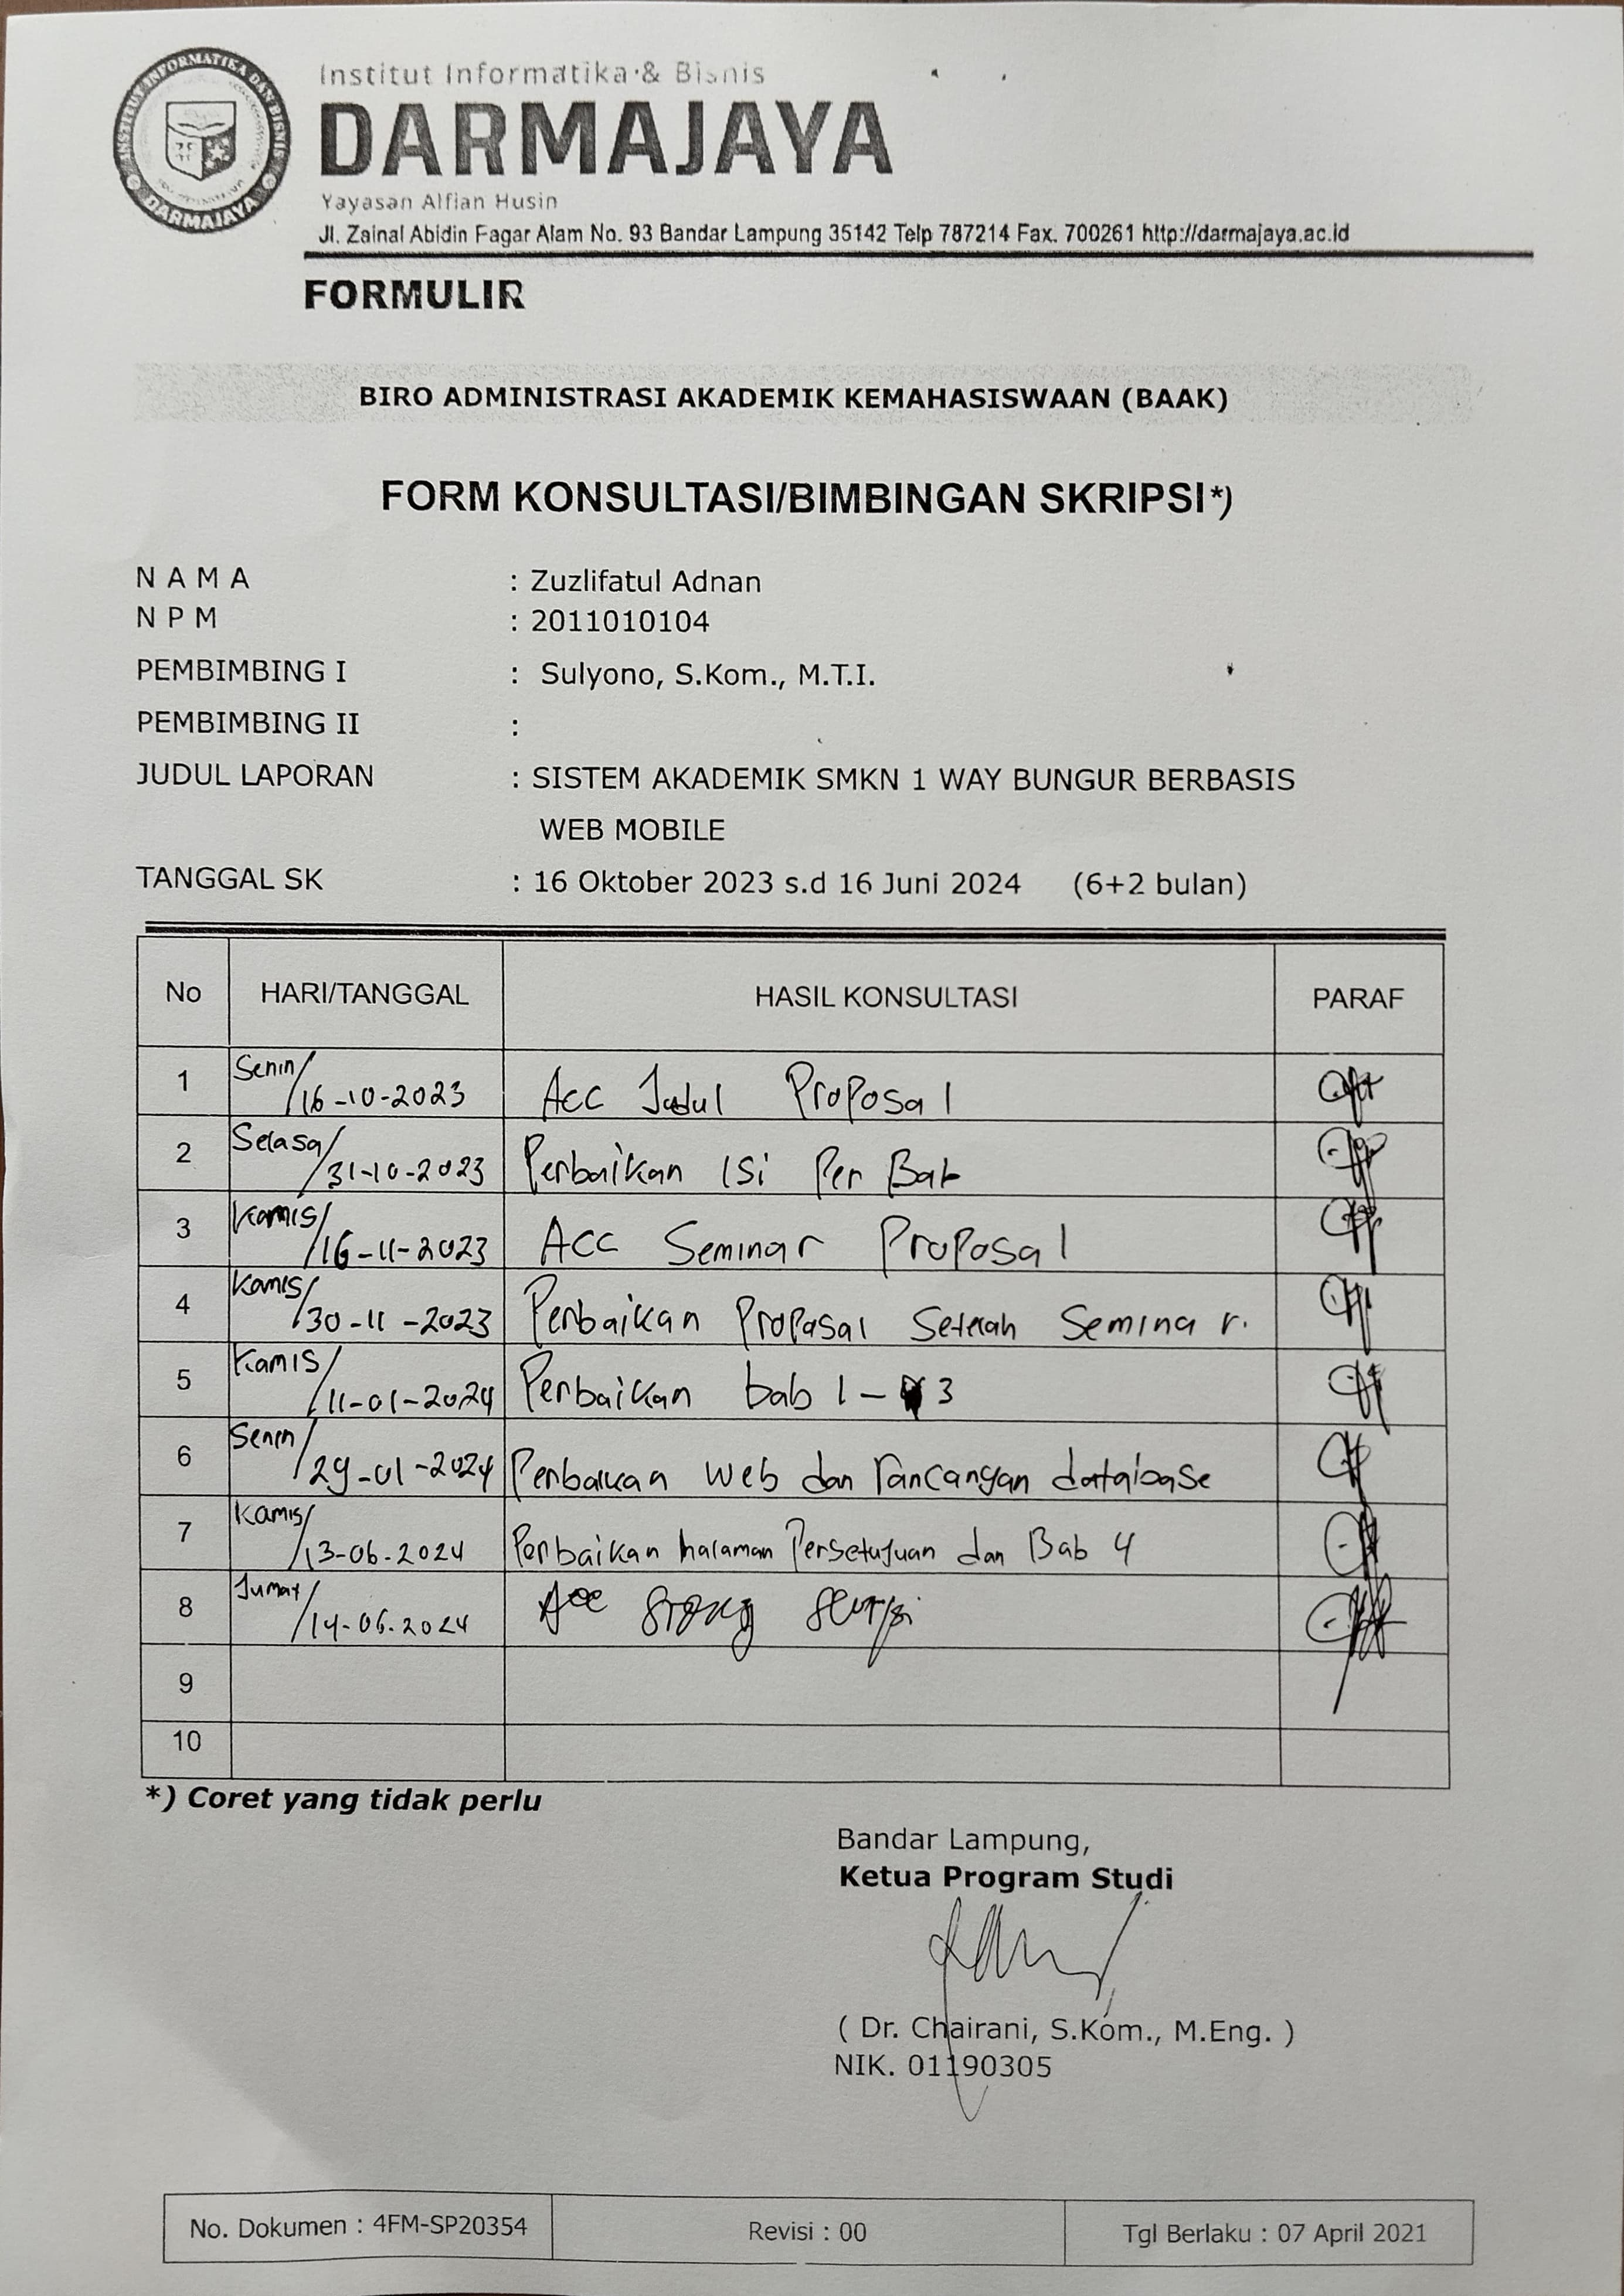 INSTITUT INFORMATIKA DAN BISNIS
DARMAJAYA
Institut Informatika & Bisnis
DARMAJAYA
Yayasan Alfian Husin
Jl. Zainal Abidin Fagar Alam No. 93 Bandar Lampung 35142 Telp 787214 Fax. 700261 http://darmajaya.ac.id
FORMULIR
BIRO ADMINISTRASI AKADEMIK KEMAHASISWAAN (BAAK)
FORM KONSULTASI/BIMBINGAN SKRIPSI*)
N A M A : Zuzlifatul Adnan
N P M : 2011010104
PEMBIMBING I : Sulyono, S.Kom., M.T.I.
PEMBIMBING II :
JUDUL LAPORAN : SISTEM AKADEMIK SMKN 1 WAY BUNGUR BERBASIS
WEB MOBILE
TANGGAL SK : 16 Oktober 2023 s.d 16 Juni 2024 (6+2 bulan)
No HARI/TANGGAL HASIL KONSULTASI PARAF
1 Senin/16-10-2023 Acc Judul Proposal
2 Selasa/31-10-2023 Perbaikan Isi Per Bab
3 Kamis/16-11-2023 Acc Seminar Proposal
4 Kamis/30-11-2023 Perbaikan Proposal Setelah Seminar.
5 Kamis/11-01-2024 Perbaikan bab 1-3
6 Senin/29-01-2024 Perbaikan web dan rancangan database
7 Kamis/13-06.2024 Perbaikan halaman Persetujuan dan Bab 4
8 Jumat/14-06.2024 Acc Sidang Skripsi
9
10
*) Coret yang tidak perlu
Bandar Lampung,
Ketua Program Studi
( Dr. Chairani, S.Kom., M.Eng. )
NIK. 01190305
No. Dokumen : 4FM-SP20354 Revisi : 00 Tgl Berlaku : 07 April 2021